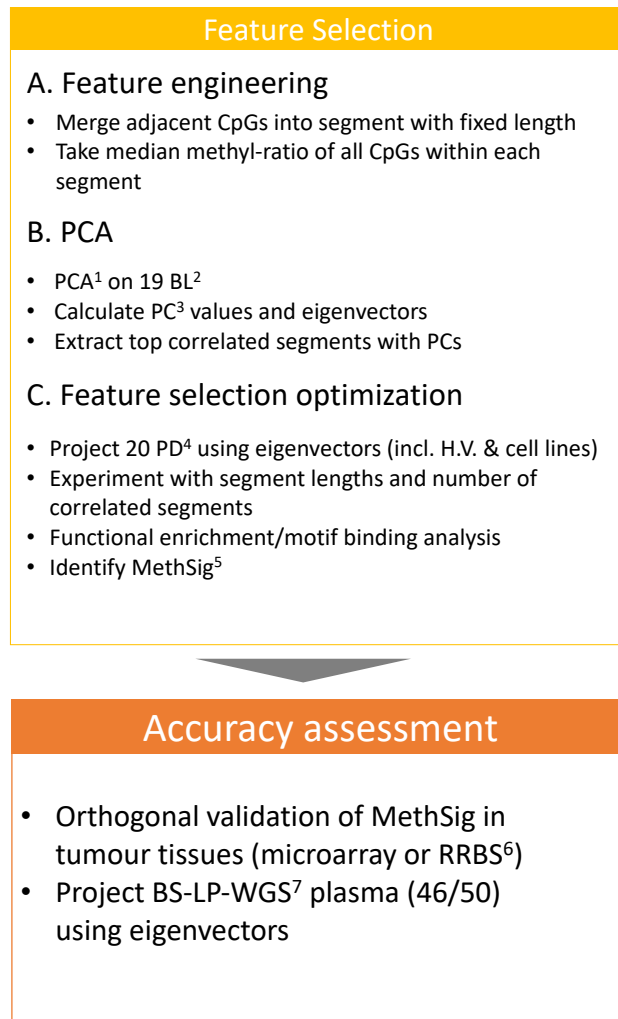 Feature Selection
A. Feature engineering
• Merge adjacent CpGs into segment with fixed length
• Take median methyl-ratio of all CpGs within each
segment
B. PCA
• PCA¹ on 19 BL²
• Calculate PC³ values and eigenvectors
• Extract top correlated segments with PCs
C. Feature selection optimization
• Project 20 PD⁴ using eigenvectors (incl. H.V. & cell lines)
• Experiment with segment lengths and number of
correlated segments
• Functional enrichment/motif binding analysis
• Identify MethSig⁵
Accuracy assessment
• Orthogonal validation of MethSig in
tumour tissues (microarray or RRBS⁶)
• Project BS-LP-WGS⁷ plasma (46/50)
using eigenvectors